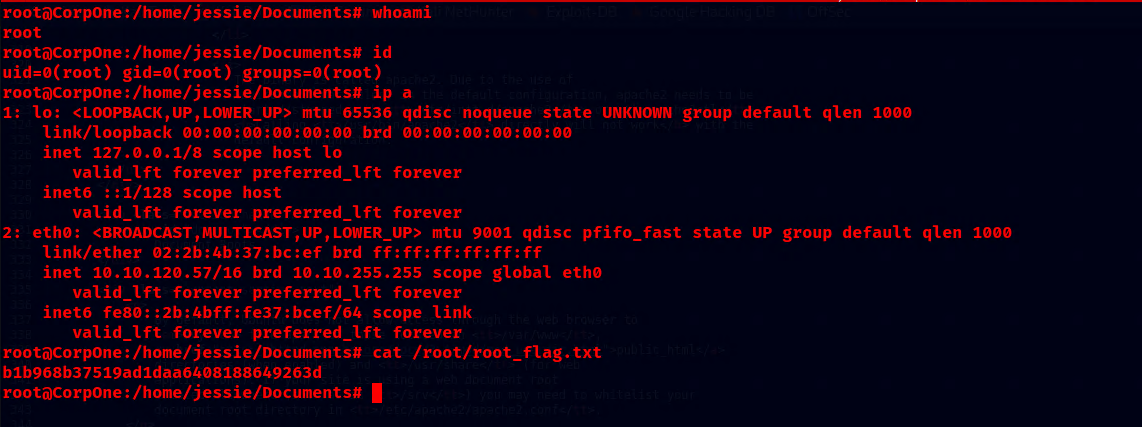 NetHunter Exploit-DB Google Hacking DB OffSec
root@CorpOne:/home/jessie/Documents# whoami
root
root@CorpOne:/home/jessie/Documents# id
uid=0(root) gid=0(root) groups=0(root)
root@CorpOne:/home/jessie/Documents# ip a
1: lo: <LOOPBACK,UP,LOWER_UP> mtu 65536 qdisc noqueue state UNKNOWN group default qlen 1000
    link/loopback 00:00:00:00:00:00 brd 00:00:00:00:00:00
    inet 127.0.0.1/8 scope host lo
       valid_lft forever preferred_lft forever
    inet6 ::1/128 scope host
       valid_lft forever preferred_lft forever
2: eth0: <BROADCAST,MULTICAST,UP,LOWER_UP> mtu 9001 qdisc pfifo_fast state UP group default qlen 1000
    link/ether 02:2b:4b:37:bc:ef brd ff:ff:ff:ff:ff:ff
    inet 10.10.120.57/16 brd 10.10.255.255 scope global eth0
       valid_lft forever preferred_lft forever
    inet6 fe80::2b:4bff:fe37:bcef/64 scope link
       valid_lft forever preferred_lft forever
root@CorpOne:/home/jessie/Documents# cat /root/root_flag.txt
b1b968b37519ad1daa6408188649263d
root@CorpOne:/home/jessie/Documents#